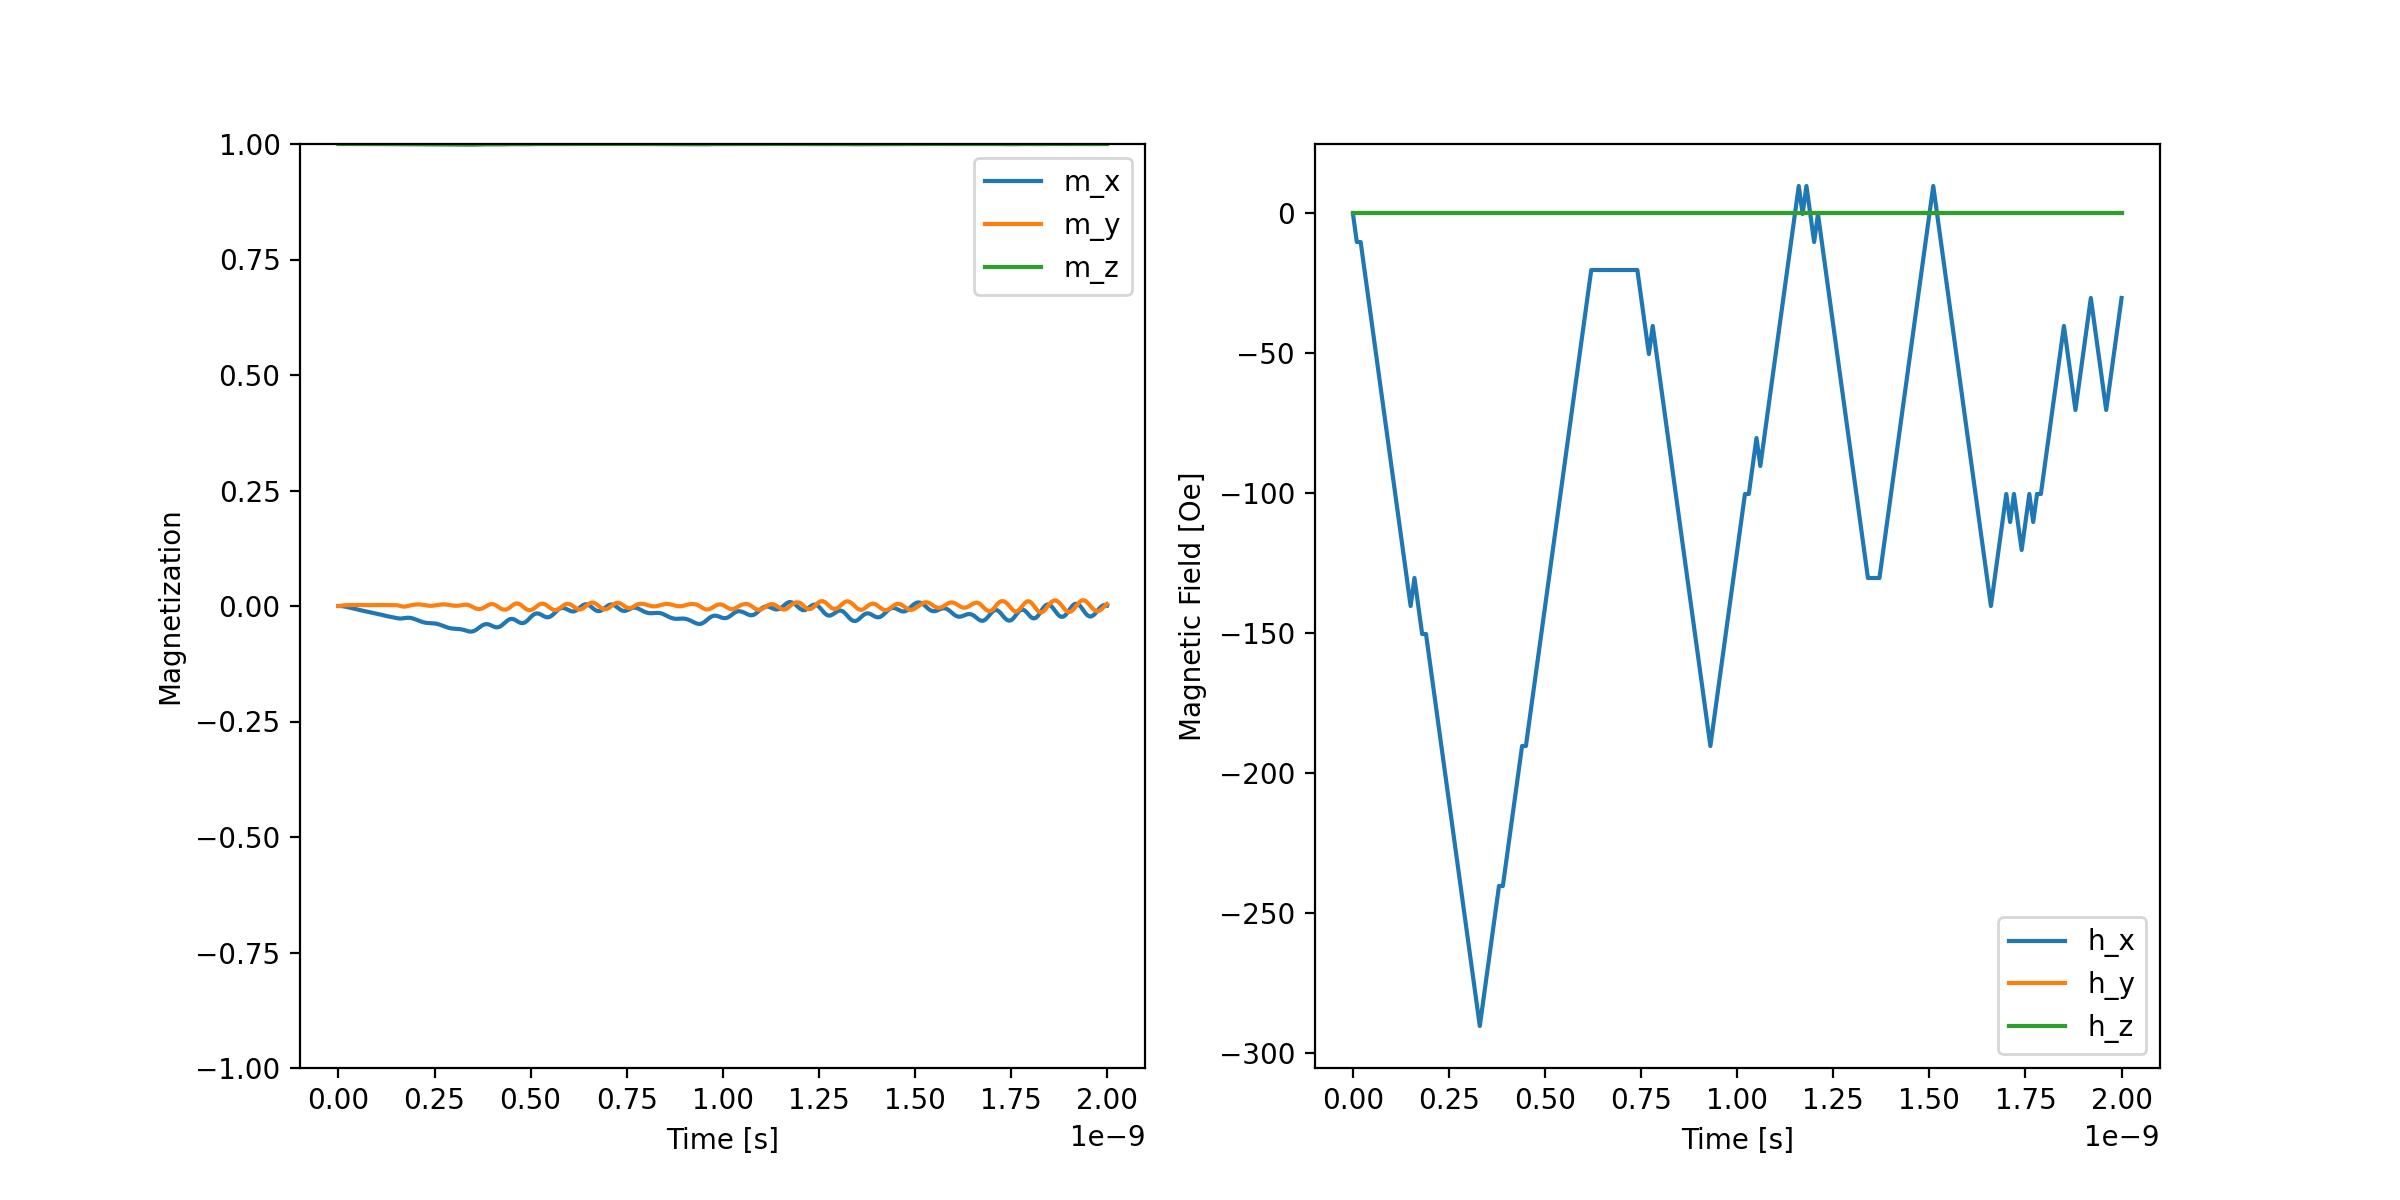 1.00
0.75
0.50
0.25
0.00
−0.25
−0.50
−0.75
−1.00
Magnetization
0.00 0.25 0.50 0.75 1.00 1.25 1.50 1.75 2.00
Time [s]
1e−9
m_x
m_y
m_z
0
−50
−100
−150
−200
−250
−300
Magnetic Field [Oe]
0.00 0.25 0.50 0.75 1.00 1.25 1.50 1.75 2.00
Time [s]
1e−9
h_x
h_y
h_z